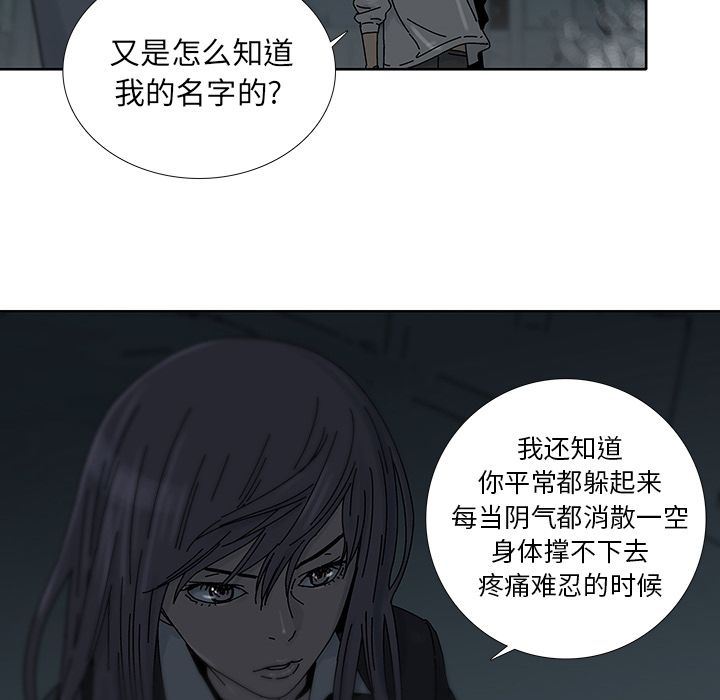 又是怎么知道
我的名字的?
我还知道
你平常都躲起来
每当阴气都消散一空
身体撑不下去
疼痛难忍的时候